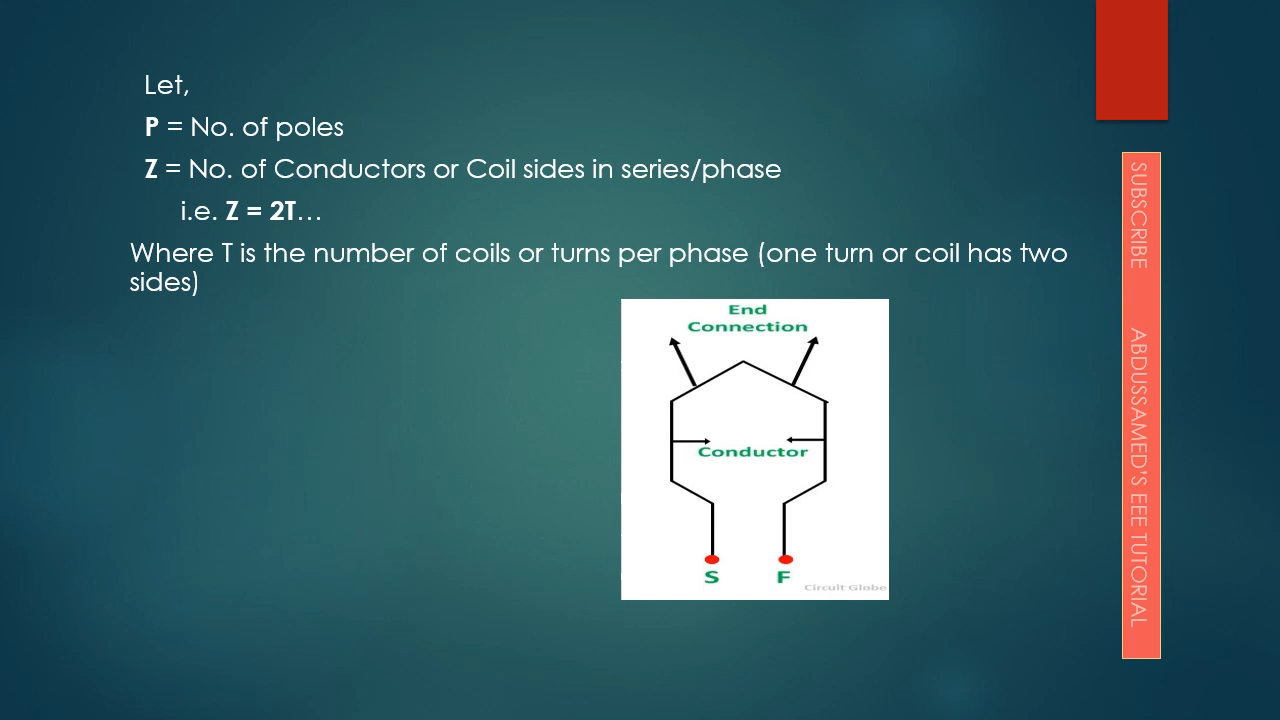 Let,
P = No. of poles
Z = No. of Conductors or Coil sides in series/phase
i.e. Z = 2T…
Where T is the number of coils or turns per phase (one turn or coil has two
sides)
End
Connection
Conductor
S
F
Circuit Globe
SUBSCRIBE ABDUSSAMED’S EEE TUTORIAL